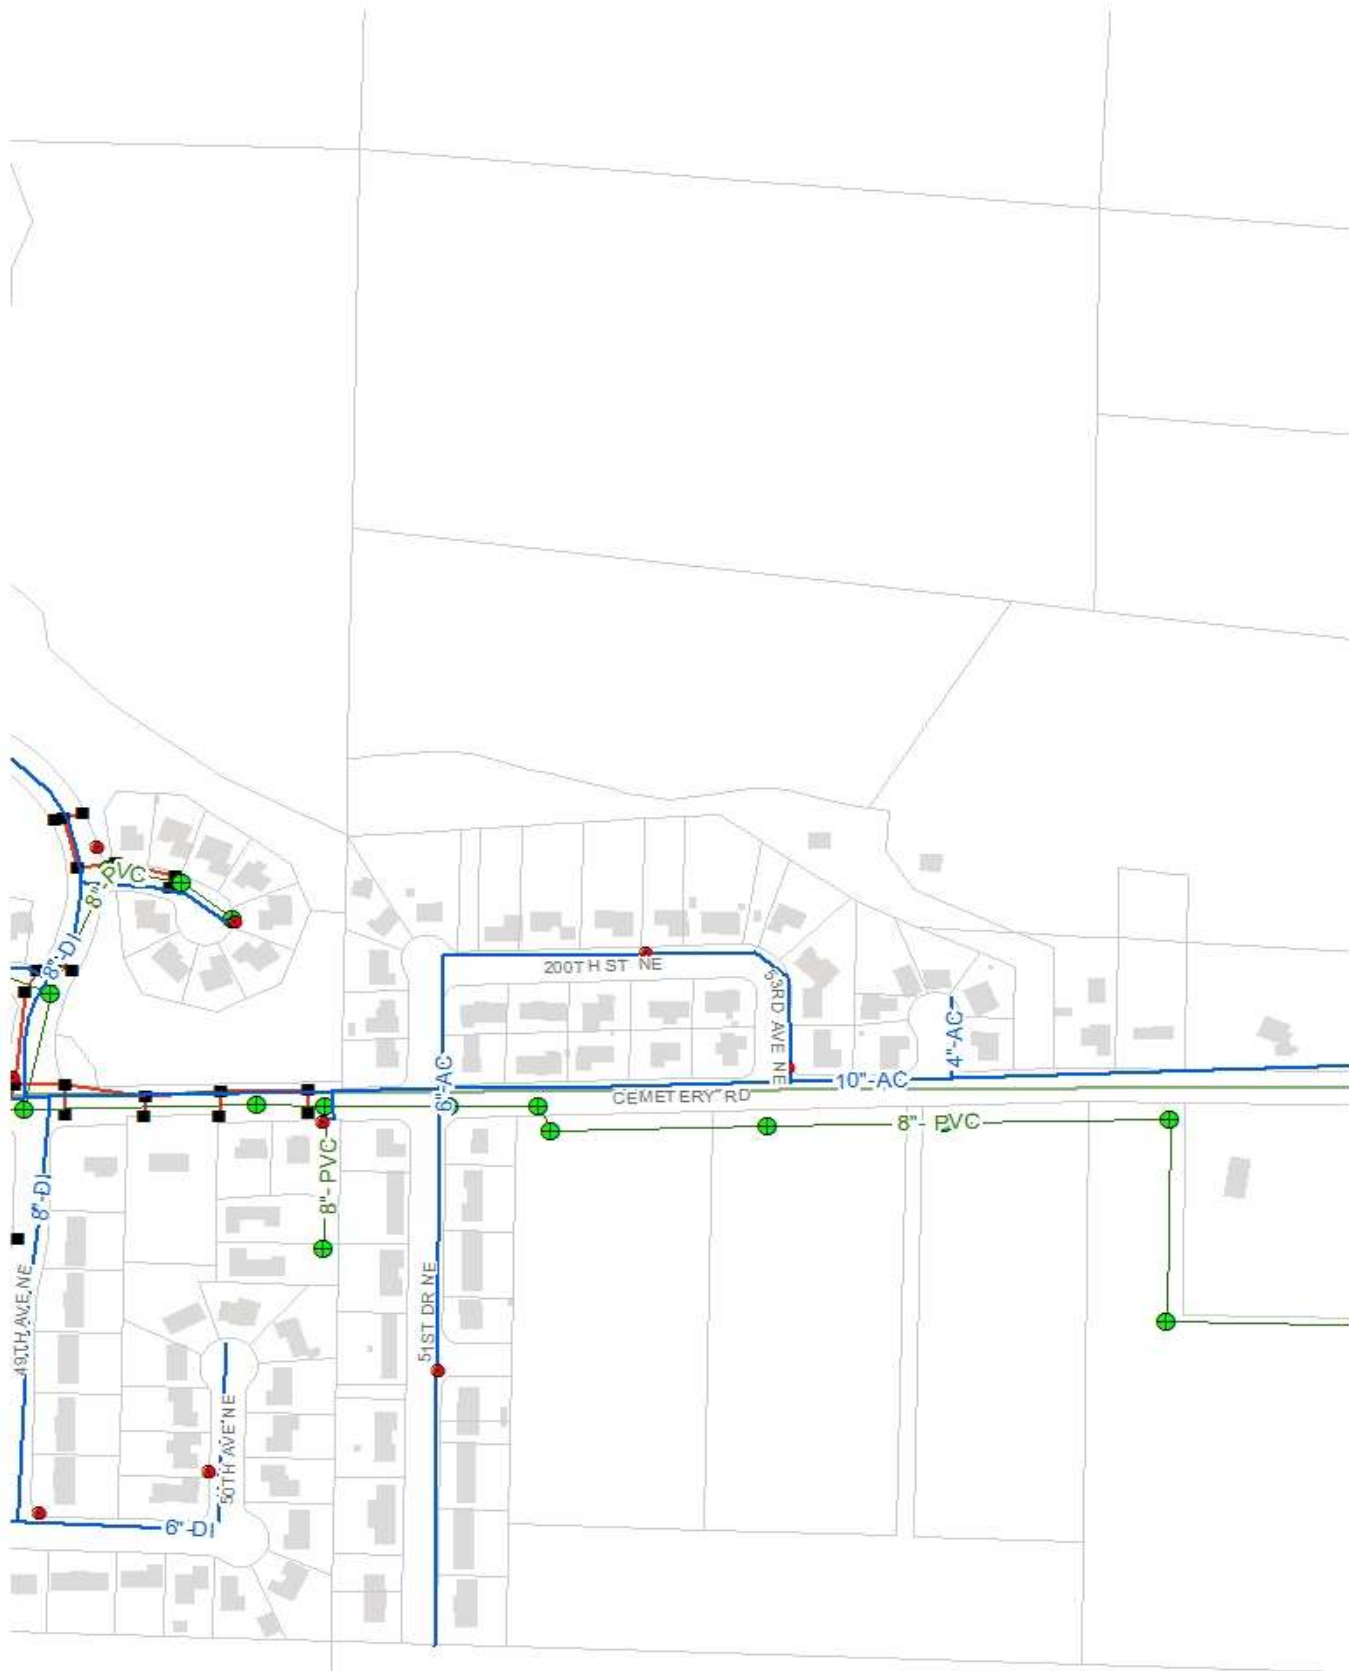 8"-PVC
8"-DI
200TH ST NE
53RD AVE NE
4"-AC
6"-AC
10"-AC
CEMETERY RD
8"- PVC
8"- PVC
8"-DI
49TH AVE NE
51ST DR NE
50TH AVE NE
6"-DI